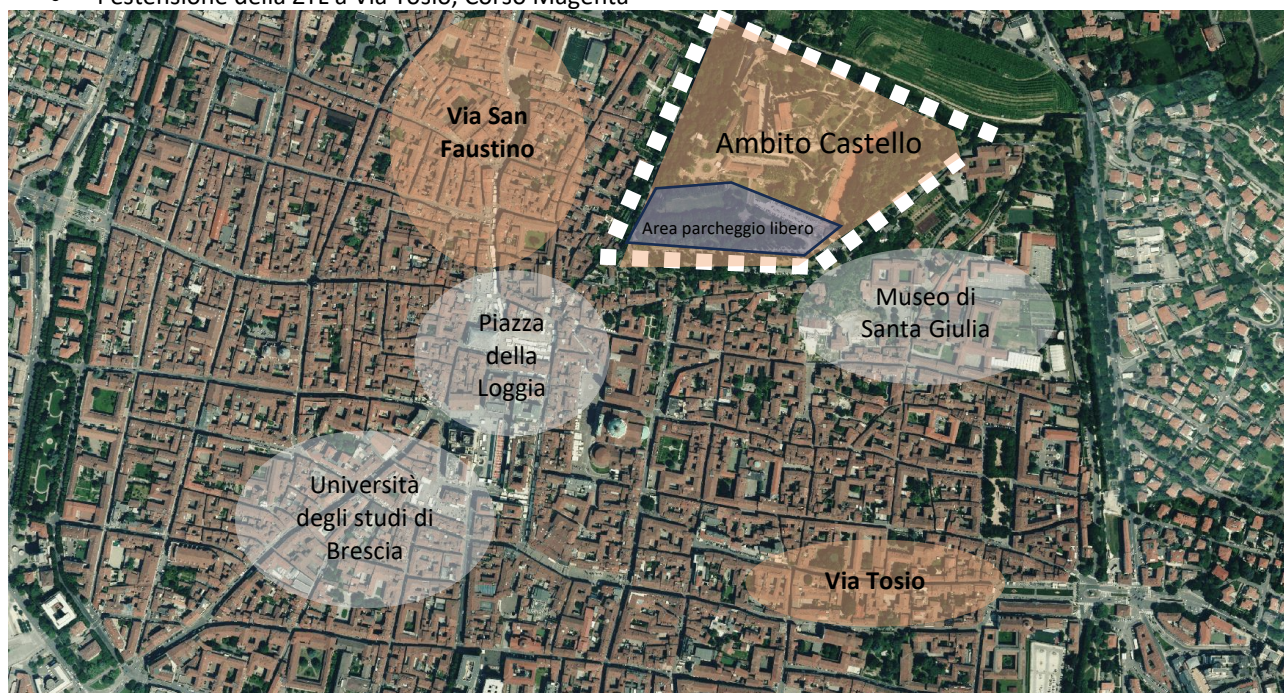 • l'estensione della ZTL a Via Tosio, Corso Magenta
Via San
Faustino
Ambito Castello
Area parcheggio libero
Museo di
Santa Giulia
Piazza
della
Loggia
Università
degli studi di
Brescia
Via Tosio